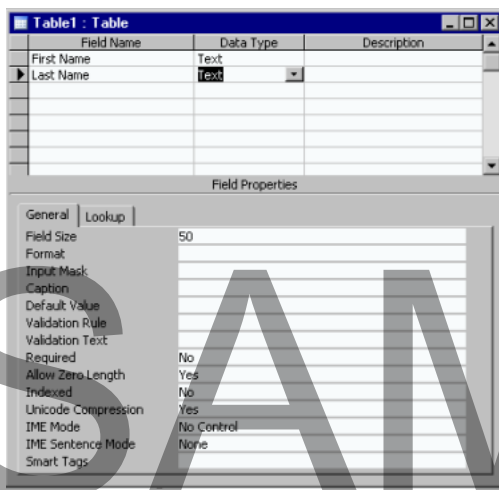 Table1 : Table
Field Name Data Type Description
First Name Text
Last Name Text
Field Properties
General Lookup
Field Size 50
Format
Input Mask
Caption
Default Value
Validation Rule
Validation Text
Required No
Allow Zero Length Yes
Indexed No
Unicode Compression Yes
IME Mode No Control
IME Sentence Mode None
Smart Tags
SAM